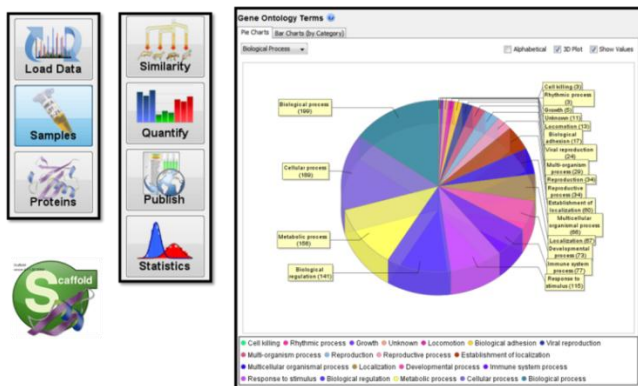 Load Data
Samples
Proteins
Similarity
Quantify
Publish
Statistics
Scaffold
Gene Ontology Terms
Pie Charts Bar Charts (by Category)
Biological Process
Alphabetical 3D Plot Show Values
Biological process
(199)
Cellular process
(189)
Metabolic process
(168)
Biological
regulation (141)
Cell killing (3)
Rhythmic process
(3)
Growth (5)
Unknown (11)
Locomotion (13)
Biological
adhesion (17)
Viral reproduction
(24)
Multi-organism
process (29)
Reproduction (34)
Reproductive
process (34)
Establishment of
localization (60)
Multicellular
organismal process
(66)
Localization (67)
Developmental
process (73)
Immune system
process (77)
Response to
stimulus (115)
Cell killing Rhythmic process Growth Unknown Locomotion Biological adhesion Viral reproduction
Multi-organism process Reproduction Reproductive process Establishment of localization
Multicellular organismal process Localization Developmental process Immune system process
Response to stimulus Biological regulation Metabolic process Cellular process Biological process